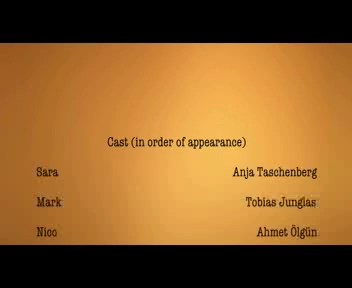 Cast (in order of appearance)
Sara Anja Taschenberg
Mark Tobias Junglas
Nico Ahmet Ölgün